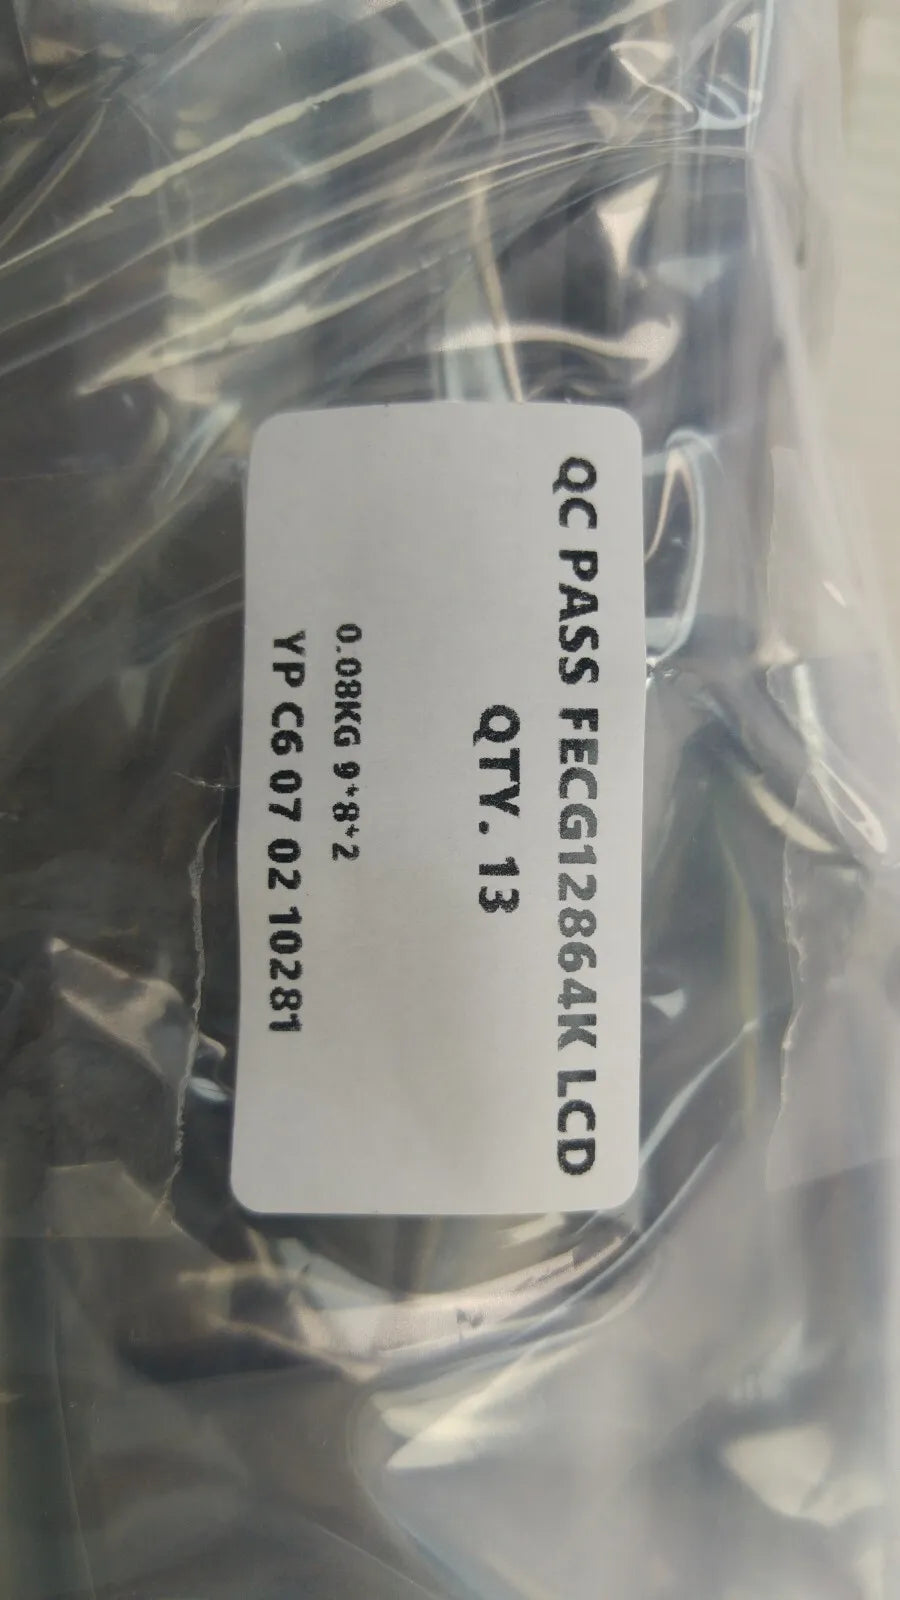 QC PASS FECG12864K LCD
QTY. 13
0.08KG 9*8*2
YP C6 07 02 10281